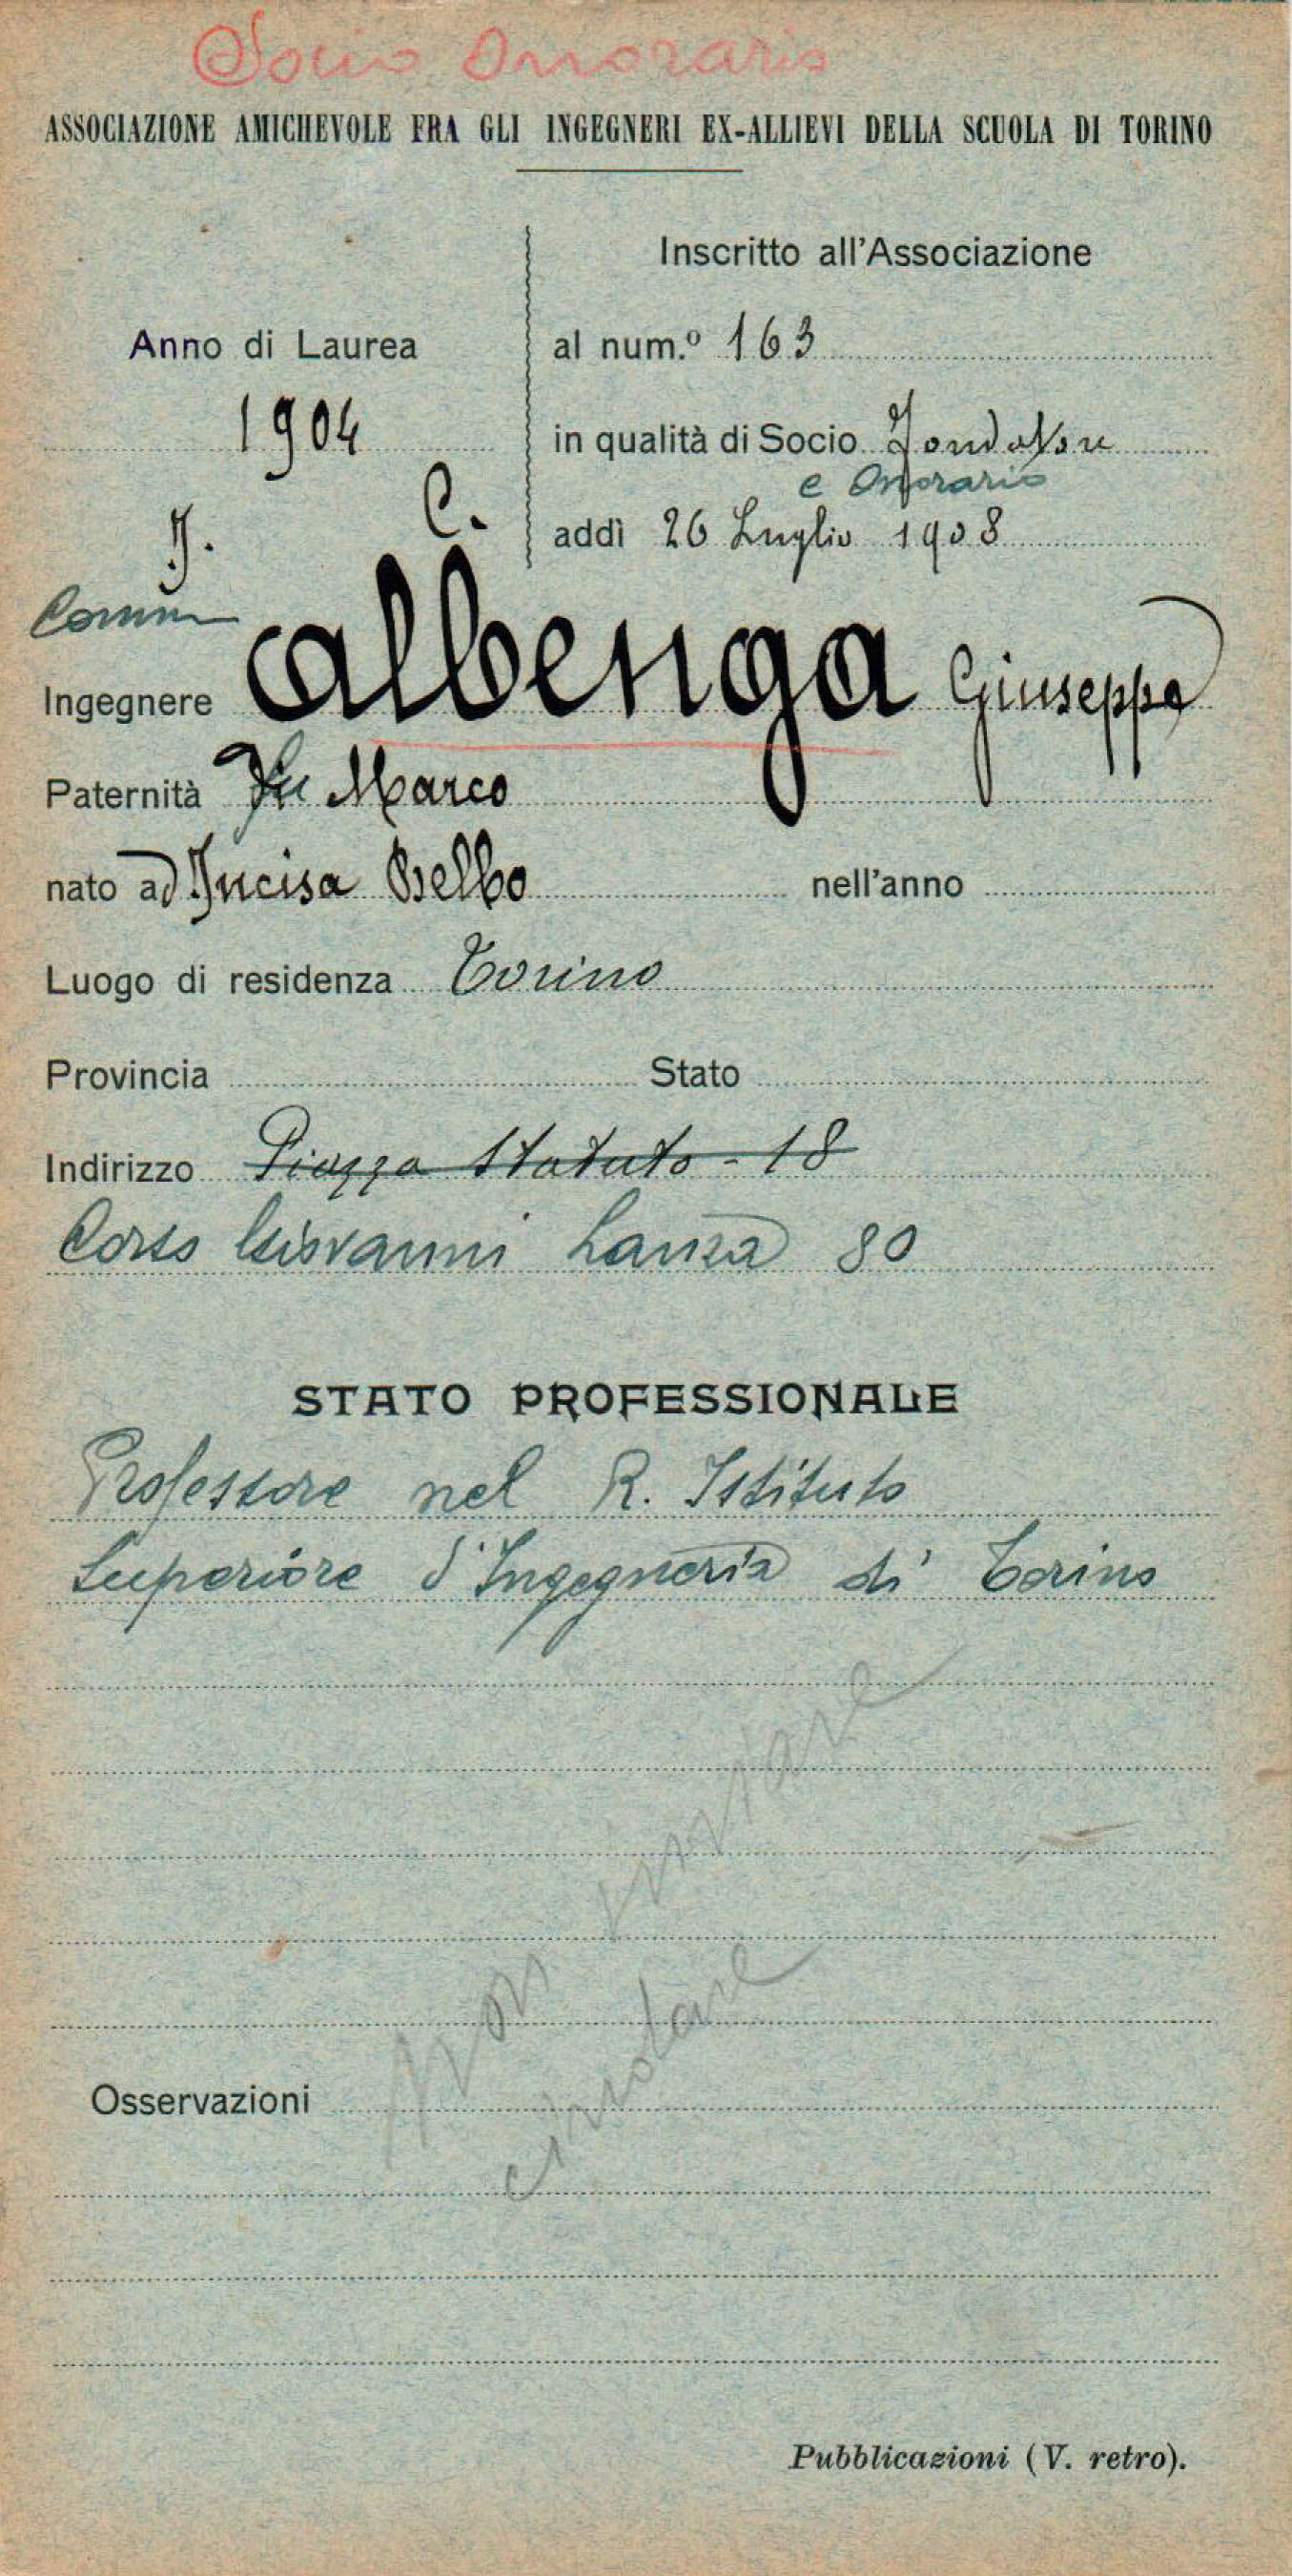 Socio Onorario
ASSOCIAZIONE AMICHEVOLE FRA GLI INGEGNERI EX-ALLIEVI DELLA SCUOLA DI TORINO
Inscritto all'Associazione
Anno di Laurea
1904
al num.º 163
in qualità di Socio Fondatore
e Onorario
addì 26 Luglio 1908
I. C.
Comm
Ingegnere Albenga Giuseppe
Paternità fu Marco
nato ad Incisa Belbo nell'anno
Luogo di residenza Torino
Provincia Stato
Indirizzo Piazza Statuto - 18
Corso Giovanni Lanza 80
STATO PROFESSIONALE
Professore nel R. Istituto
Superiore d'Ingegneria di Torino
Non inviare
circolare
Osservazioni
Pubblicazioni (V. retro).